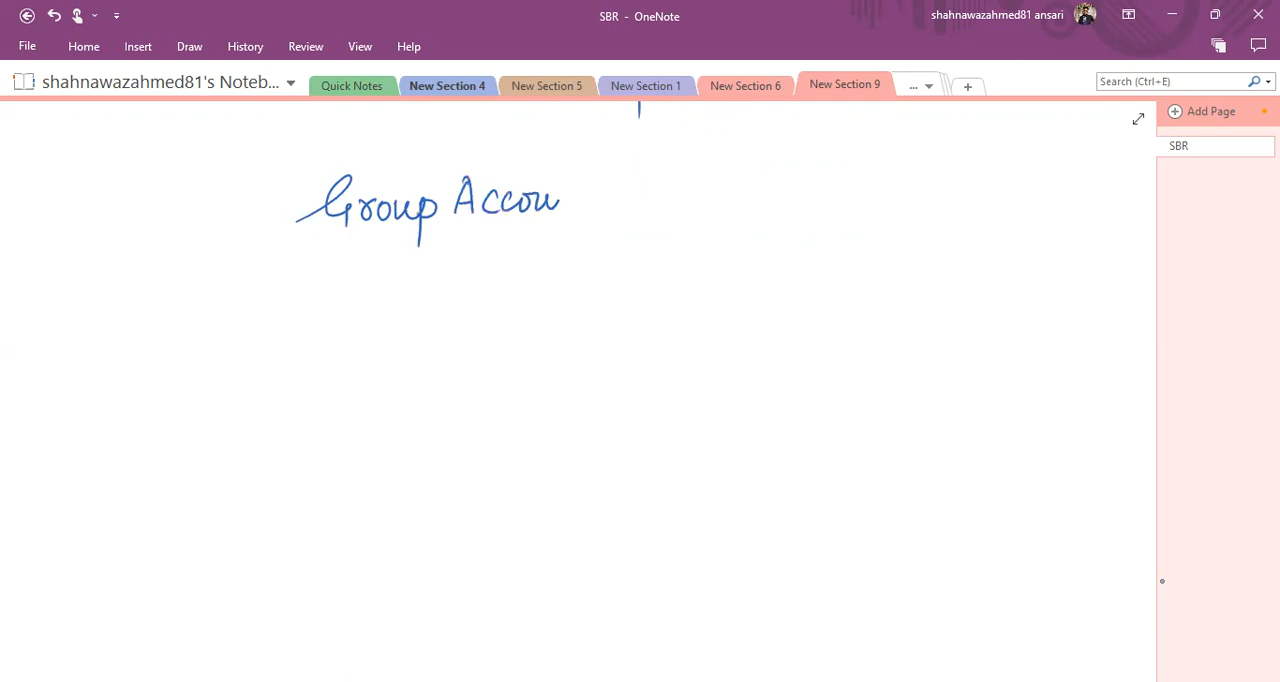 SBR - OneNote
shahnawazahmed81 ansari
File Home Insert Draw History Review View Help
shahnawazahmed81's Noteb... Quick Notes New Section 4 New Section 5 New Section 1 New Section 6 New Section 9 ... + Search (Ctrl+E)
Add Page
SBR
Group Accou